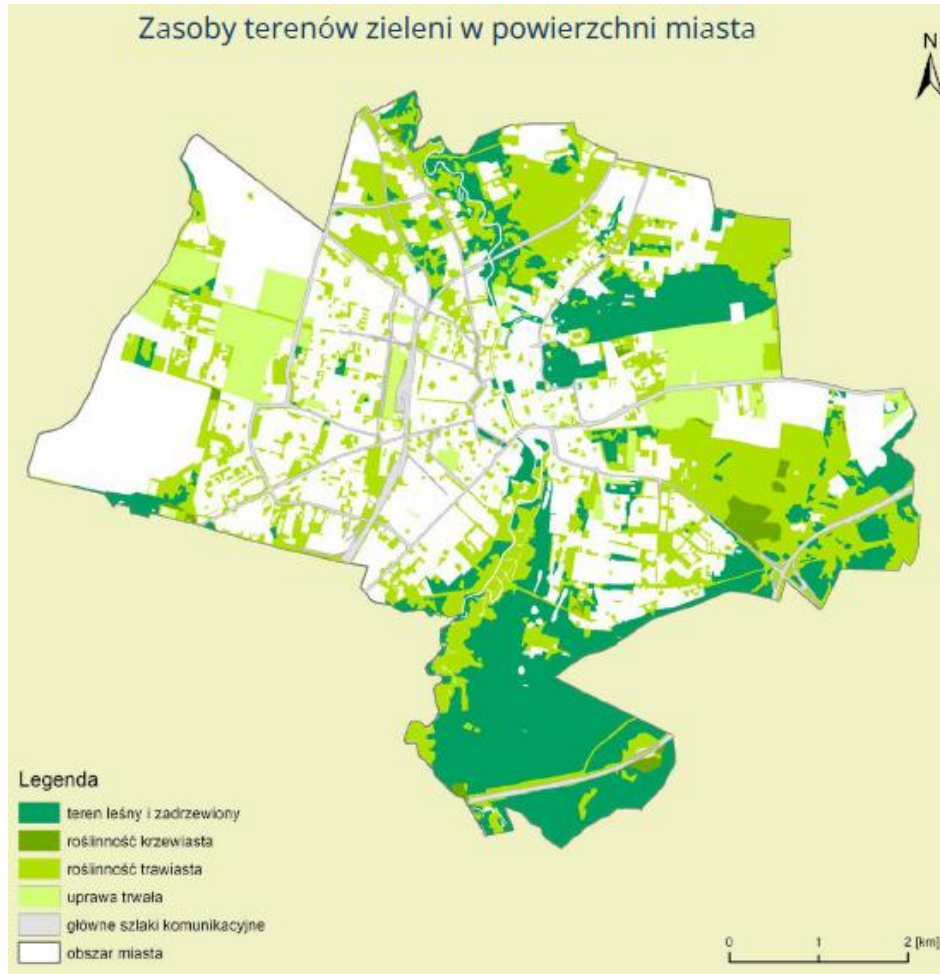 Zasoby terenów zieleni w powierzchni miasta
N
Legenda
teren leśny i zadrzewiony
roślinność krzewiasta
roślinność trawiasta
uprawa trwała
główne szlaki komunikacyjne
obszar miasta
0 1 2 [km]